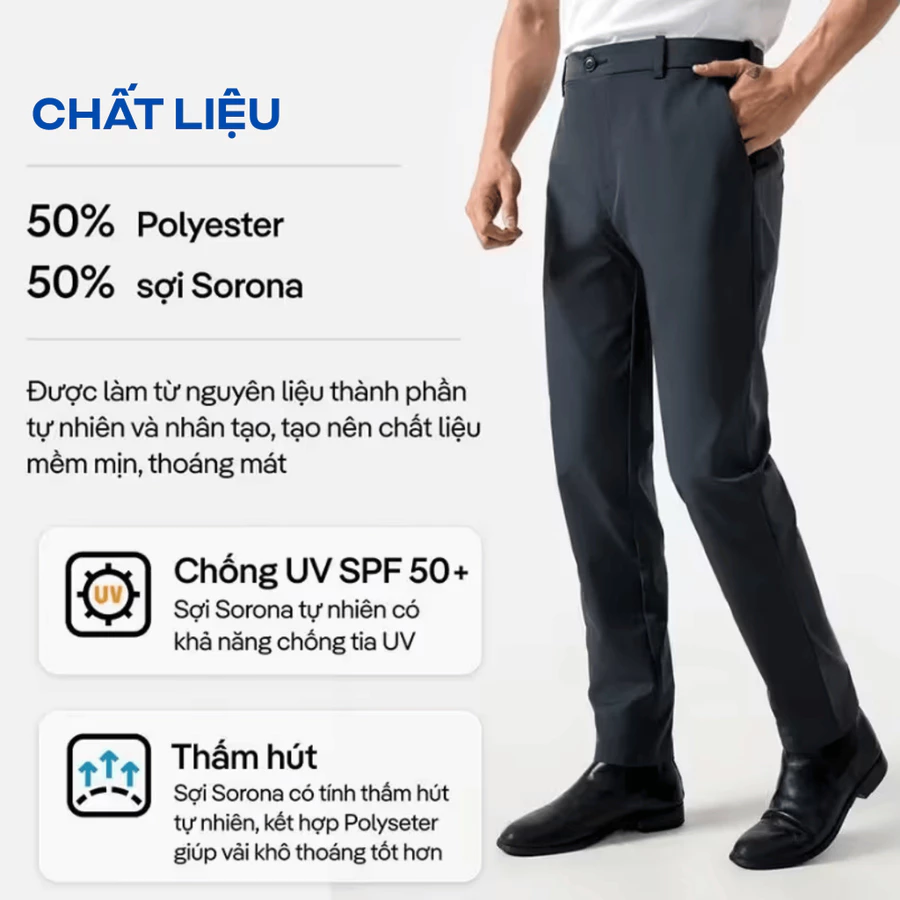 CHẤT LIỆU
50% Polyester
50% sợi Sorona
Được làm từ nguyên liệu thành phần
tự nhiên và nhân tạo, tạo nên chất liệu
mềm mịn, thoáng mát
UV
Chống UV SPF 50+
Sợi Sorona tự nhiên có
khả năng chống tia UV
Thấm hút
Sợi Sorona có tính thấm hút
tự nhiên, kết hợp Polyseter
giúp vải khô thoáng tốt hơn